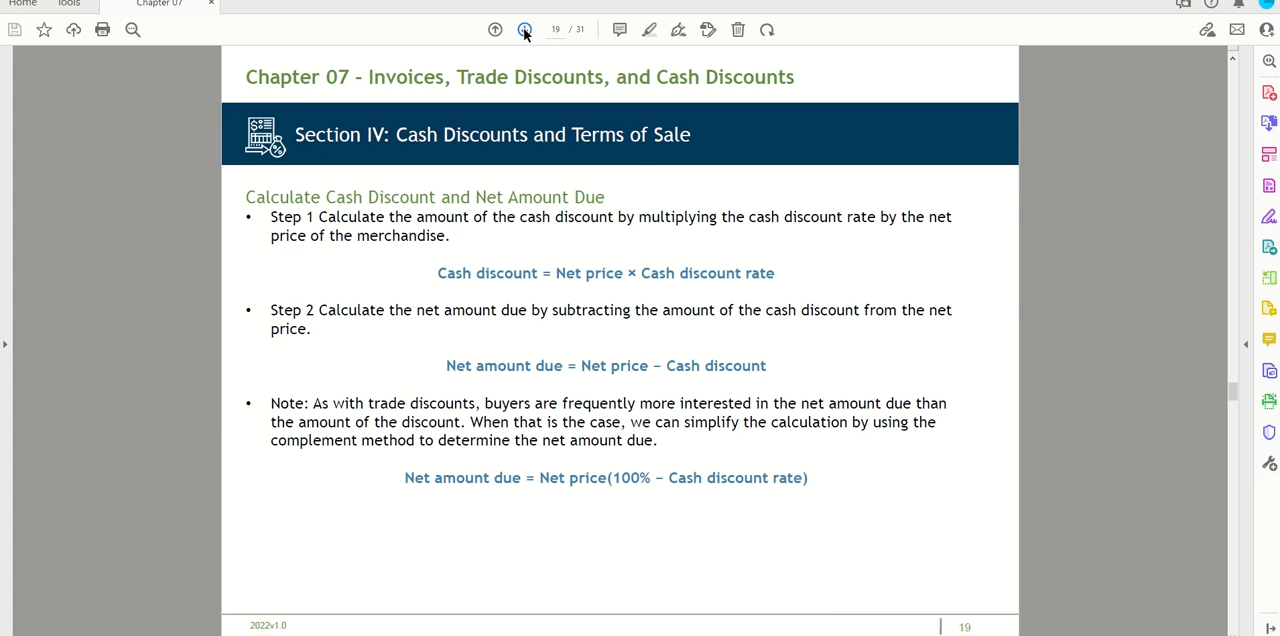 Home Tools Chapter 07 ×
19 / 31
Chapter 07 - Invoices, Trade Discounts, and Cash Discounts
Section IV: Cash Discounts and Terms of Sale
Calculate Cash Discount and Net Amount Due
• Step 1 Calculate the amount of the cash discount by multiplying the cash discount rate by the net
price of the merchandise.
Cash discount = Net price × Cash discount rate
• Step 2 Calculate the net amount due by subtracting the amount of the cash discount from the net
price.
Net amount due = Net price − Cash discount
• Note: As with trade discounts, buyers are frequently more interested in the net amount due than
the amount of the discount. When that is the case, we can simplify the calculation by using the
complement method to determine the net amount due.
Net amount due = Net price(100% − Cash discount rate)
2022v1.0 | 19